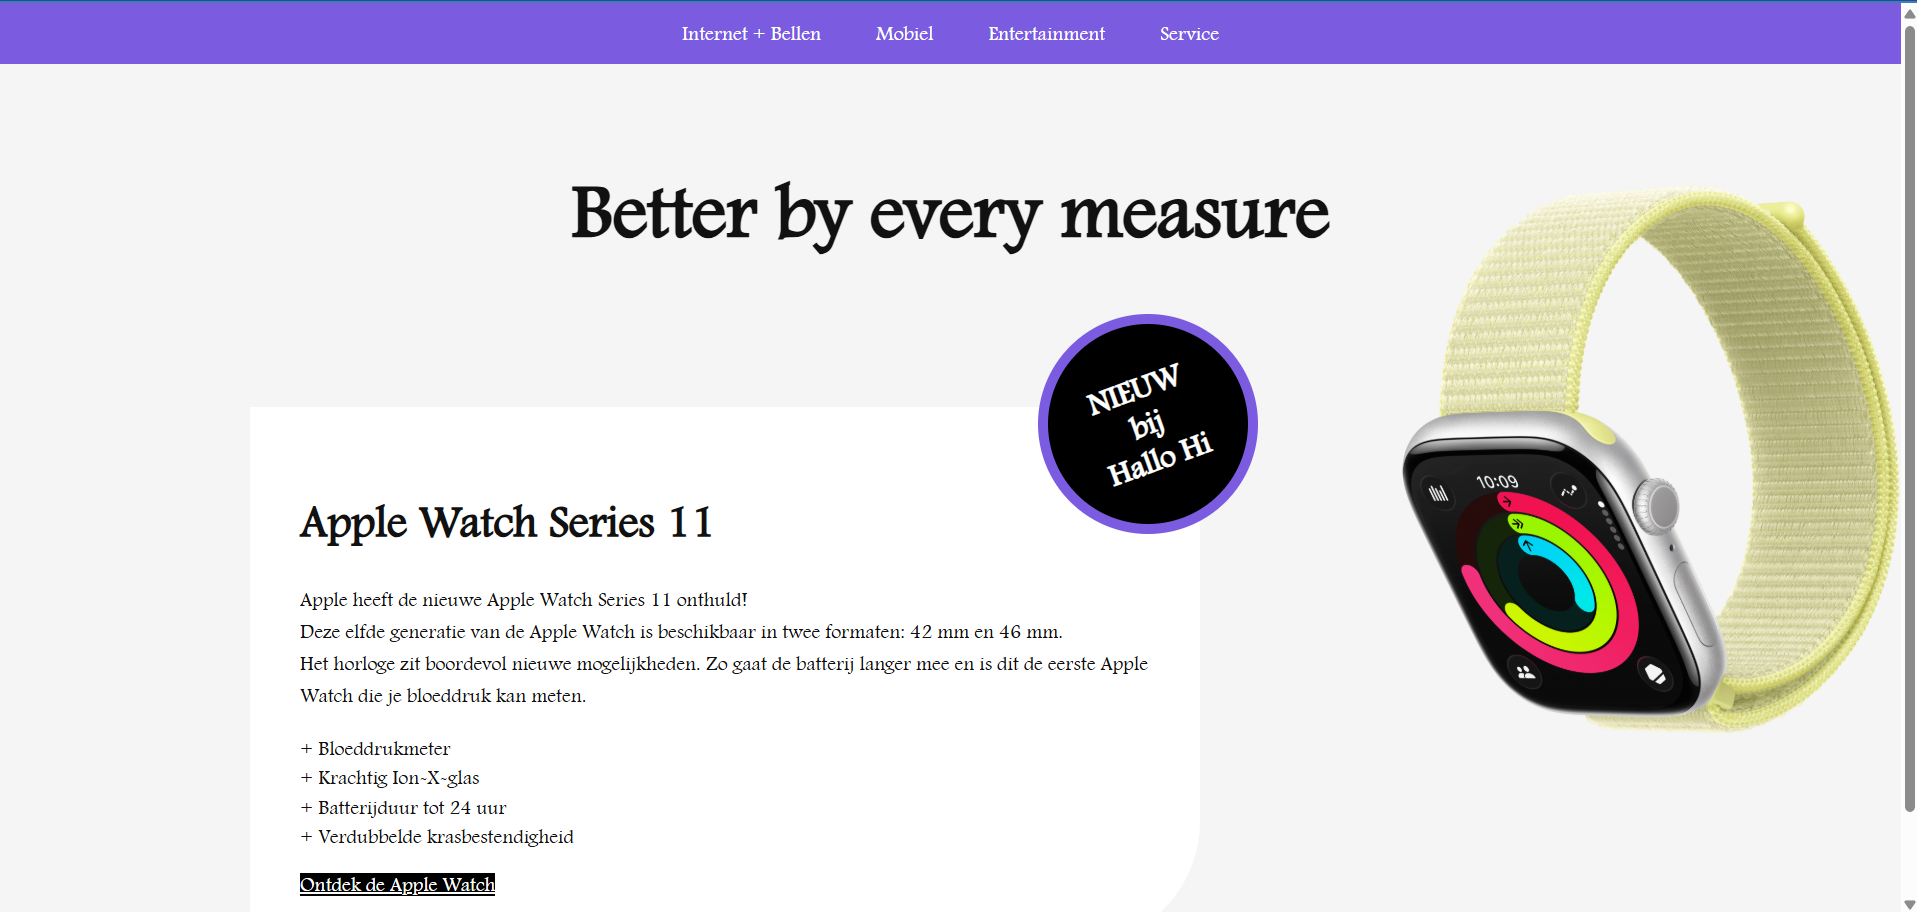 Internet + Bellen Mobiel Entertainment Service
Better by every measure
NIEUW
bij
Hallo Hi
10:09
Apple Watch Series 11
Apple heeft de nieuwe Apple Watch Series 11 onthuld!
Deze elfde generatie van de Apple Watch is beschikbaar in twee formaten: 42 mm en 46 mm.
Het horloge zit boordevol nieuwe mogelijkheden. Zo gaat de batterij langer mee en is dit de eerste Apple
Watch die je bloeddruk kan meten.
+ Bloeddrukmeter
+ Krachtig Ion-X-glas
+ Batterijduur tot 24 uur
+ Verdubbelde krasbestendigheid
Ontdek de Apple Watch